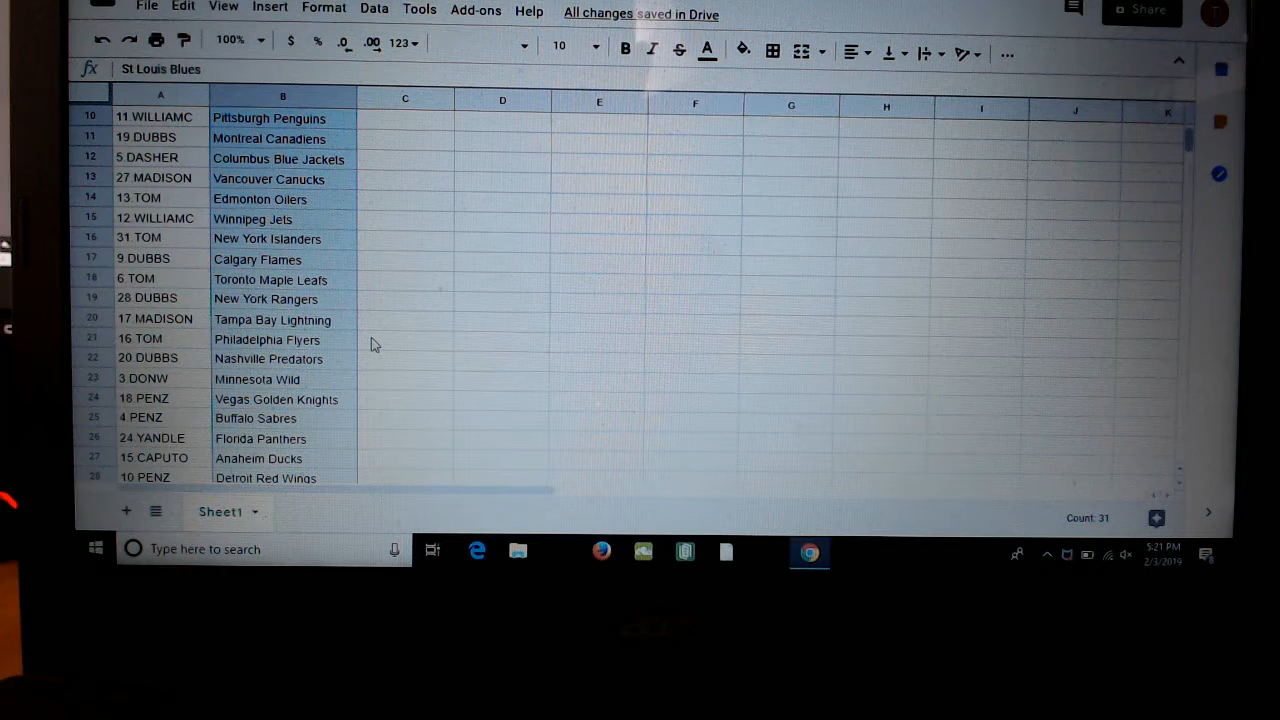 File Edit View Insert Format Data Tools Add-ons Help All changes saved in Drive Share T
100% $ % .0 .00 123 10 B I S A
fx St Louis Blues
A B C D E F G H I J K
10 11 WILLIAMC Pittsburgh Penguins
11 19 DUBBS Montreal Canadiens
12 5 DASHER Columbus Blue Jackets
13 27 MADISON Vancouver Canucks
14 13 TOM Edmonton Oilers
15 12 WILLIAMC Winnipeg Jets
16 31 TOM New York Islanders
17 9 DUBBS Calgary Flames
18 6 TOM Toronto Maple Leafs
19 28 DUBBS New York Rangers
20 17 MADISON Tampa Bay Lightning
21 16 TOM Philadelphia Flyers
22 20 DUBBS Nashville Predators
23 3 DONW Minnesota Wild
24 18 PENZ Vegas Golden Knights
25 4 PENZ Buffalo Sabres
26 24 YANDLE Florida Panthers
27 15 CAPUTO Anaheim Ducks
28 10 PENZ Detroit Red Wings
Sheet1 Count: 31
Type here to search 5:21 PM
2/3/2019
acer